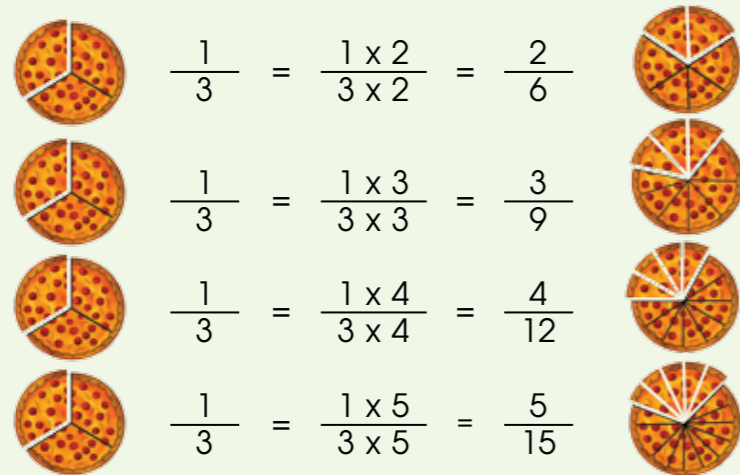 1/3 = 1 x 2/3 x 2 = 2/6
1/3 = 1 x 3/3 x 3 = 3/9
1/3 = 1 x 4/3 x 4 = 4/12
1/3 = 1 x 5/3 x 5 = 5/15